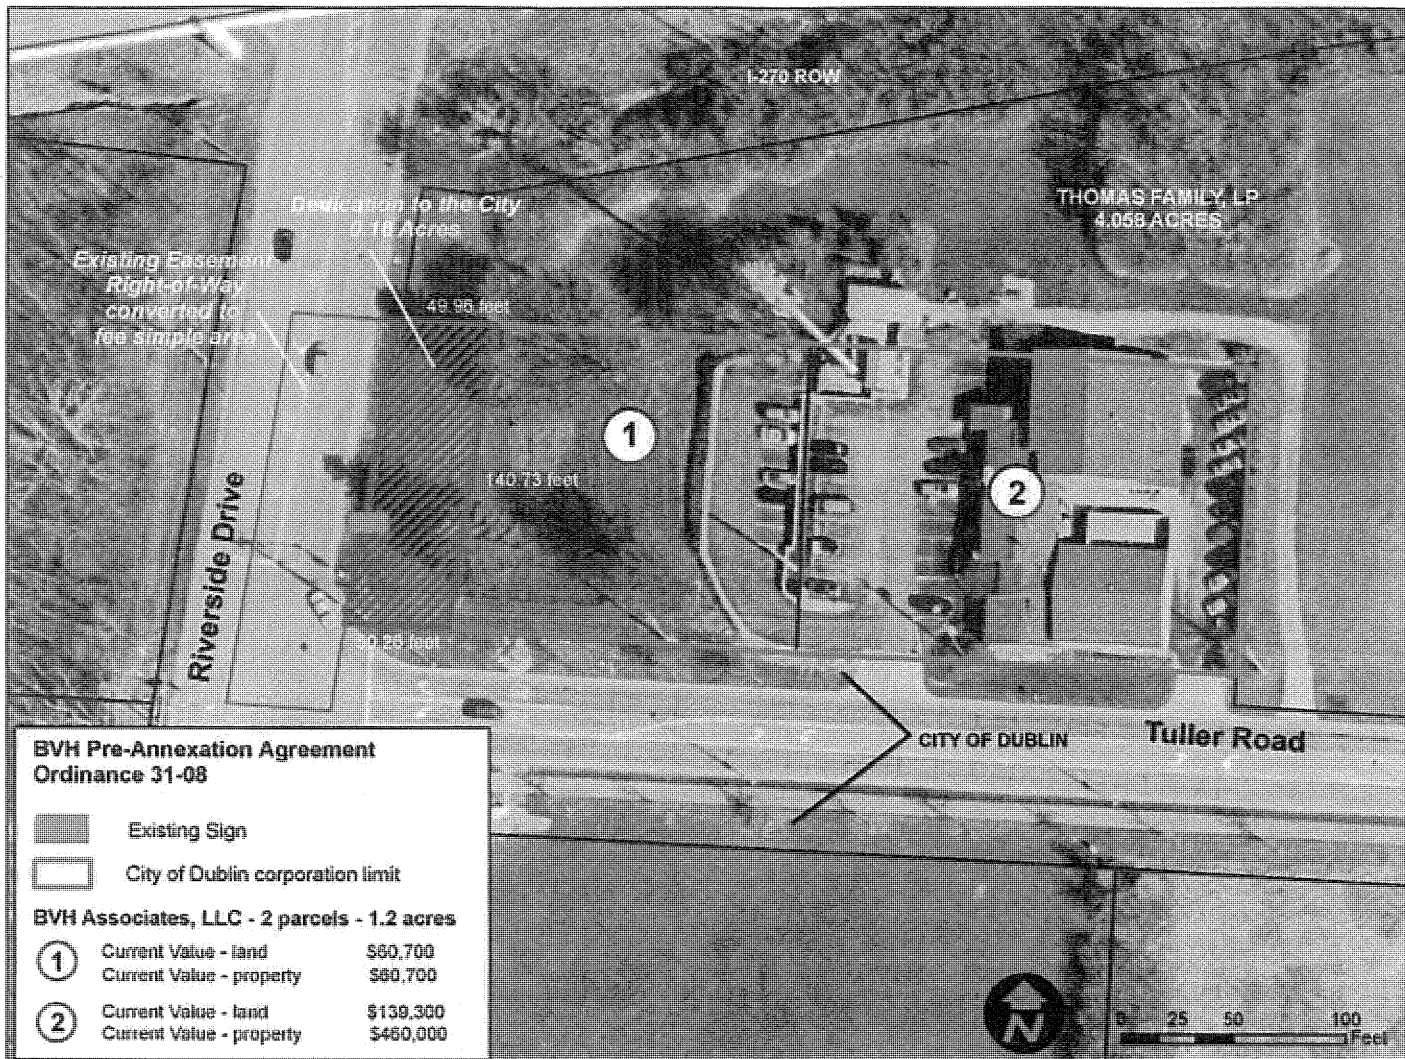 I-270 ROW
THOMAS FAMILY, LP
4.058 ACRES
Dedicated to the City
0.18 Acres
Existing Easement
Right-of-Way
converted to
fee simple area
49.96 feet
1
140.73 feet
2
Riverside Drive
feet
CITY OF DUBLIN
Tuller Road
BVH Pre-Annexation Agreement
Ordinance 31-08
Existing Sign
City of Dublin corporation limit
BVH Associates, LLC - 2 parcels - 1.2 acres
1
Current Value - land $60,700
Current Value - property $60,700
2
Current Value - land $139,300
Current Value - property $460,000
N
0 25 50 100
Feet